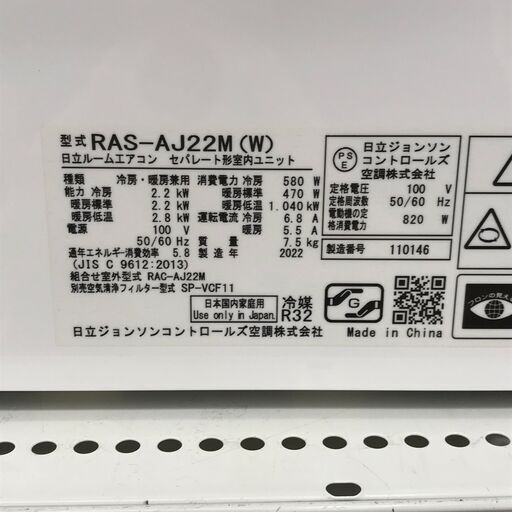 型式 RAS-AJ22M(W)
日立ルームエアコン セパレート形室内ユニット
種類 冷房・暖房兼用 消費電力 冷房 580 W
能力 冷房 2.2 kW 暖房標準 470 W
暖房標準 2.2 kW 暖房低温 1.040 kW
暖房低温 2.8 kW 運転電流 冷房 6.8 A
電源 100 V 暖房 5.5 A
50/60 Hz 質量 7.5 kg
通年エネルギー消費効率 5.8 製造年 2022
(JIS C 9612:2013)
組合せ室外型式 RAC-AJ22M
別売空気清浄フィルター型式 SP-VCF11
日本国内家庭用
Use only in Japan.
冷媒
R32
G
日立ジョンソンコントロールズ空調株式会社
Made in China
PS
E
日立ジョンソン
コントロールズ
空調株式会社
定格電圧 100 V
定格周波数 50/60 Hz
電動機の定
格消費電力 820 W
製造番号 110146
フロンの見える